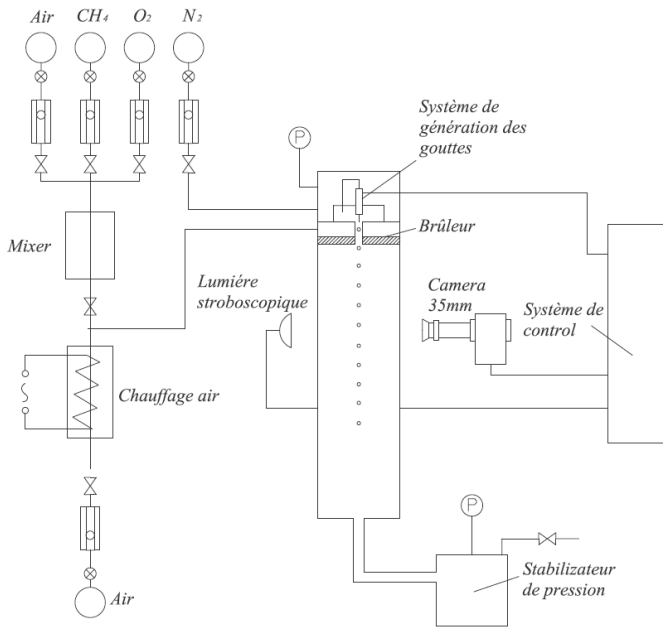 Air
CH₄
O₂
N₂
Système de
génération des
gouttes
P
Brûleur
Mixer
Lumiére
stroboscopique
Camera
35mm
Système de
control
Chauffage air
P
Stabilizateur
de pression
Air